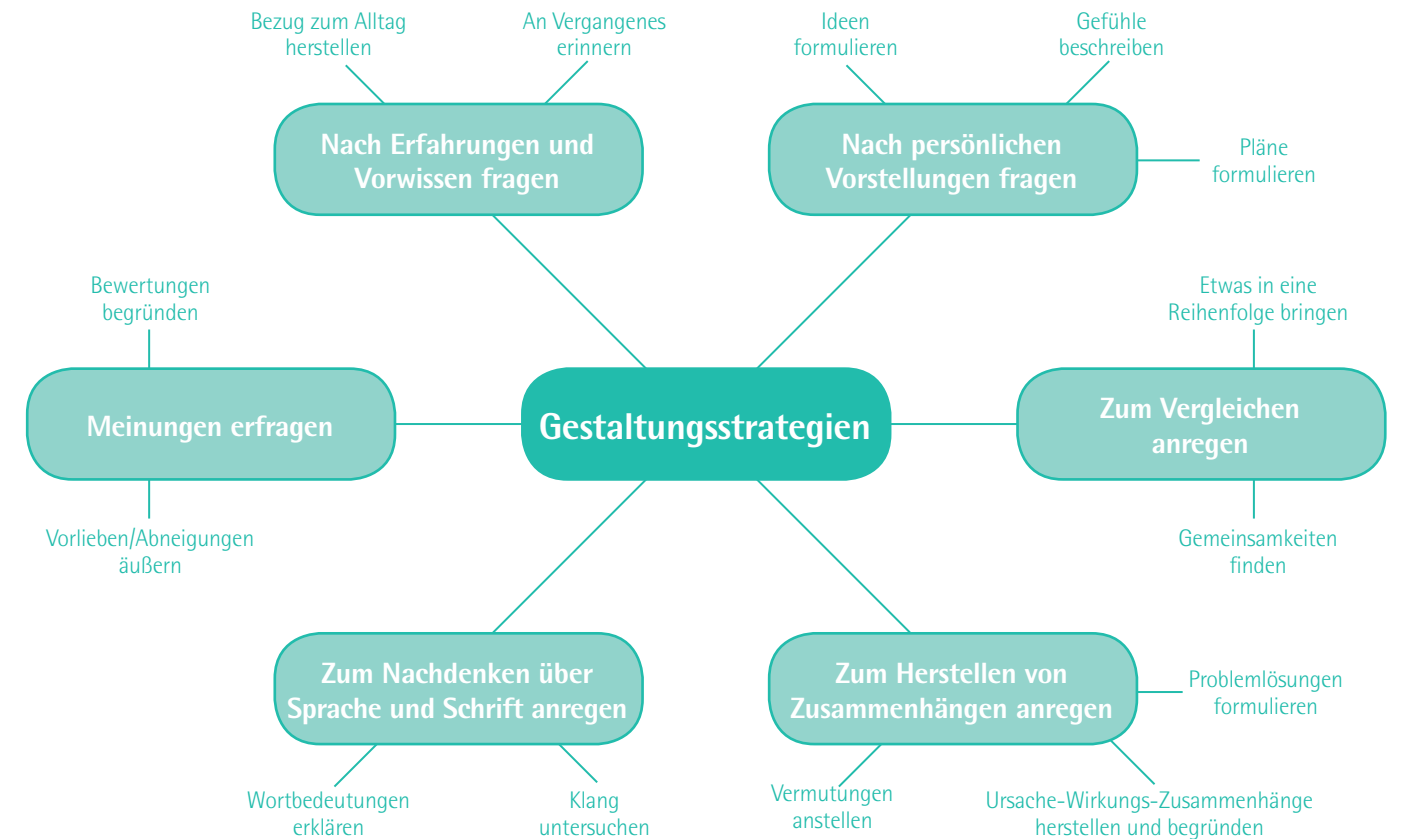 Bezug zum Alltag
herstellen
An Vergangenes
erinnern
Ideen
formulieren
Gefühle
beschreiben
Nach Erfahrungen und
Vorwissen fragen
Nach persönlichen
Vorstellungen fragen
Pläne
formulieren
Bewertungen
begründen
Etwas in eine
Reihenfolge bringen
Meinungen erfragen
Gestaltungsstrategien
Zum Vergleichen
anregen
Vorlieben/Abneigungen
äußern
Gemeinsamkeiten
finden
Zum Nachdenken über
Sprache und Schrift anregen
Zum Herstellen von
Zusammenhängen anregen
Problemlösungen
formulieren
Wortbedeutungen
erklären
Klang
untersuchen
Vermutungen
anstellen
Ursache-Wirkungs-Zusammenhänge
herstellen und begründen